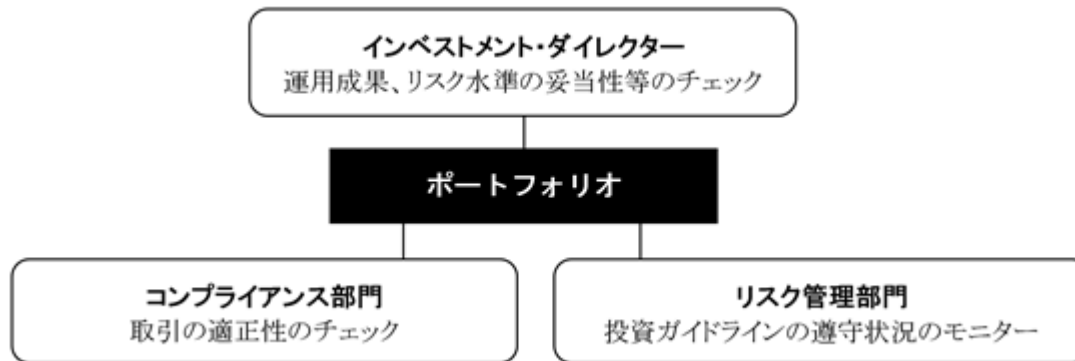 インベストメント・ダイレクター
運用成果、リスク水準の妥当性等のチェック
ポートフォリオ
コンプライアンス部門
取引の適正性のチェック
リスク管理部門
投資ガイドラインの遵守状況のモニター